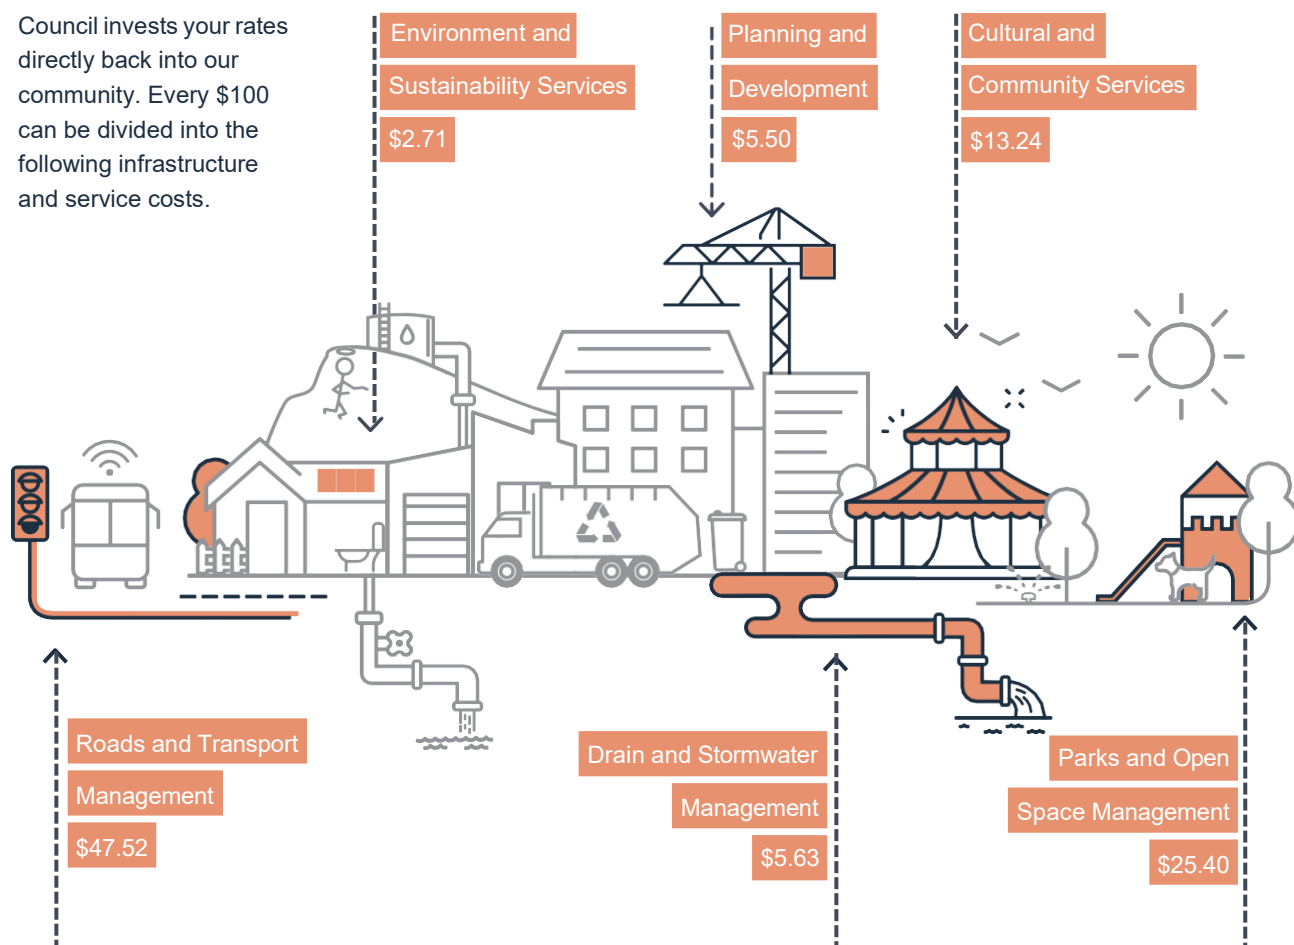 Council invests your rates
directly back into our
community. Every $100
can be divided into the
following infrastructure
and service costs.
Environment and
Sustainability Services
$2.71
Planning and
Development
$5.50
Cultural and
Community Services
$13.24
Roads and Transport
Management
$47.52
Drain and Stormwater
Management
$5.63
Parks and Open
Space Management
$25.40